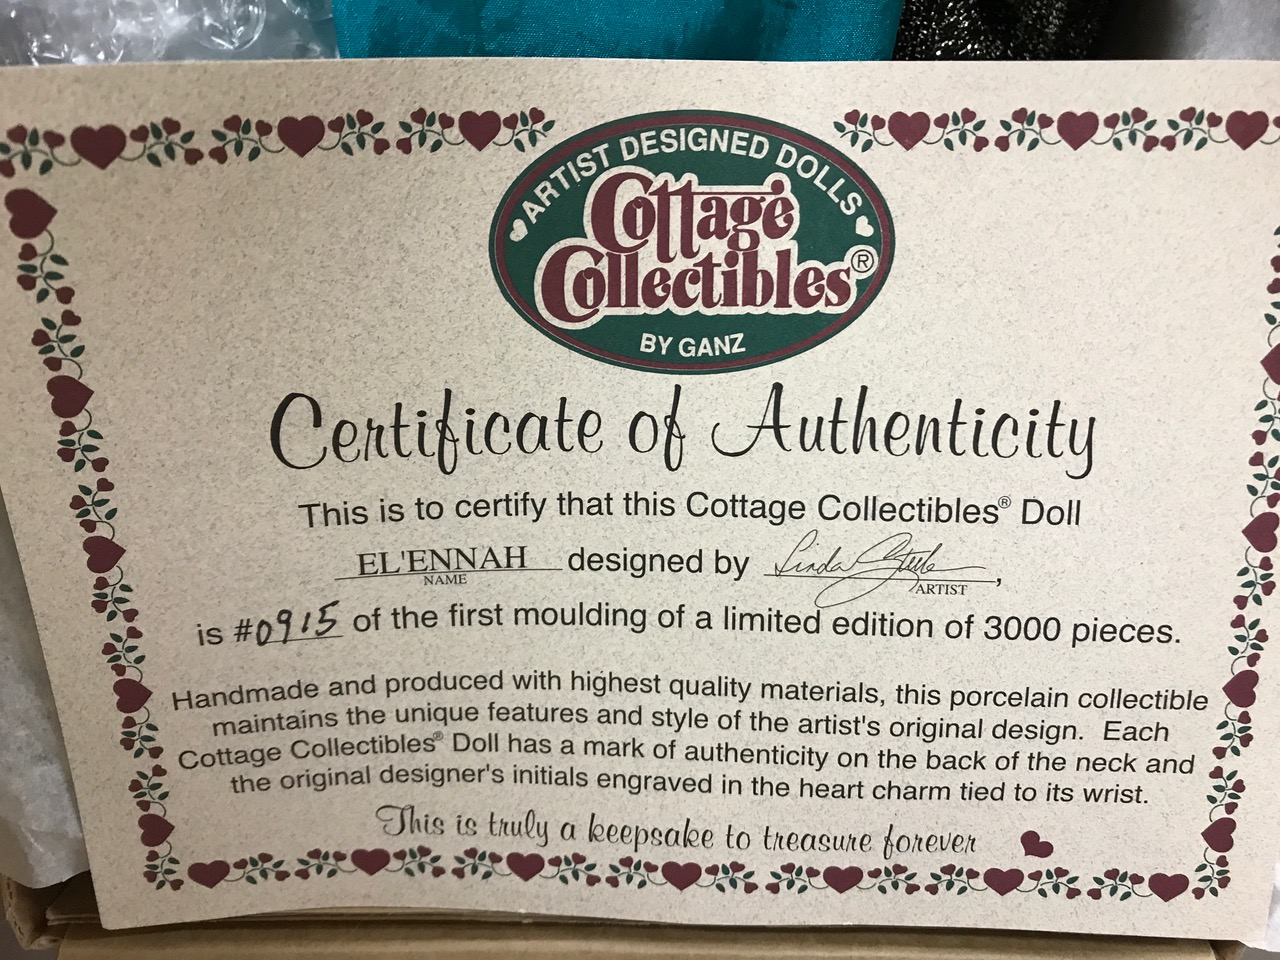 ARTIST DESIGNED DOLLS
Cottage
Collectibles®
BY GANZ
Certificate of Authenticity
This is to certify that this Cottage Collectibles® Doll
EL'ENNAH designed by Linda Steele,
NAME ARTIST
is #0915 of the first moulding of a limited edition of 3000 pieces.
Handmade and produced with highest quality materials, this porcelain collectible
maintains the unique features and style of the artist's original design. Each
Cottage Collectibles® Doll has a mark of authenticity on the back of the neck and
the original designer's initials engraved in the heart charm tied to its wrist.
This is truly a keepsake to treasure forever